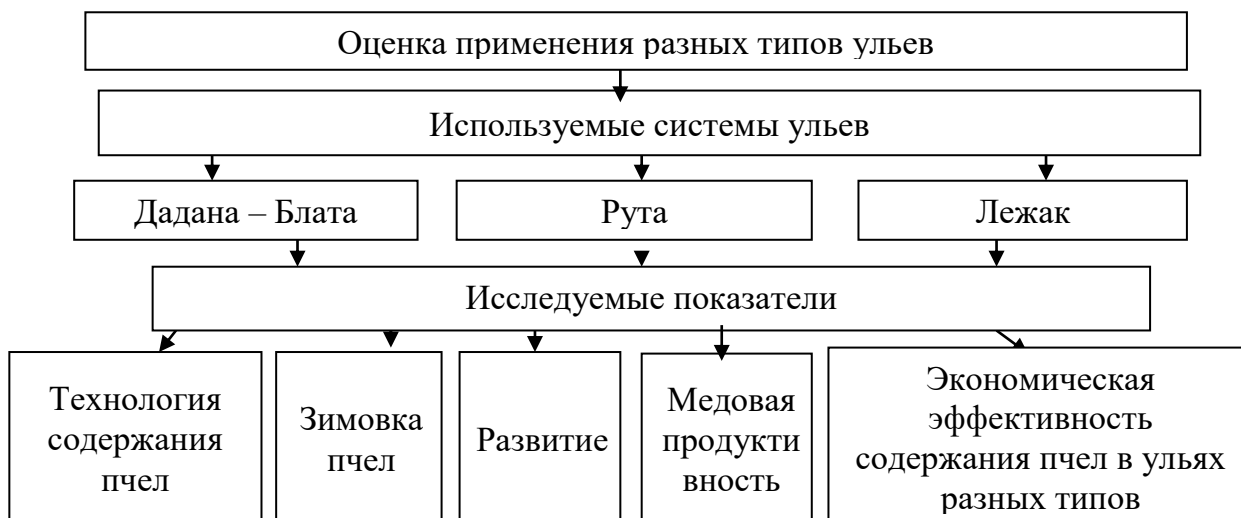 Оценка применения разных типов ульев
Используемые системы ульев
Дадана – Блата
Рута
Лежак
Исследуемые показатели
Технология
содержания
пчел
Зимовка
пчел
Развитие
Медовая
продукти
вность
Экономическая
эффективность
содержания пчел в ульях
разных типов